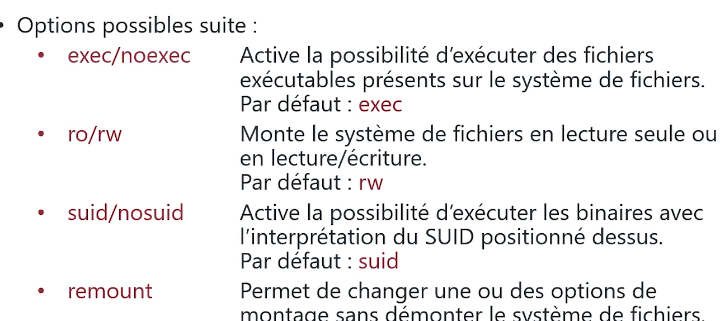 • Options possibles suite :
• exec/noexec Active la possibilité d’exécuter des fichiers
exécutables présents sur le système de fichiers.
Par défaut : exec
• ro/rw Monte le système de fichiers en lecture seule ou
en lecture/écriture.
Par défaut : rw
• suid/nosuid Active la possibilité d’exécuter les binaires avec
l’interprétation du SUID positionné dessus.
Par défaut : suid
• remount Permet de changer une ou des options de
montage sans démonter le système de fichiers.